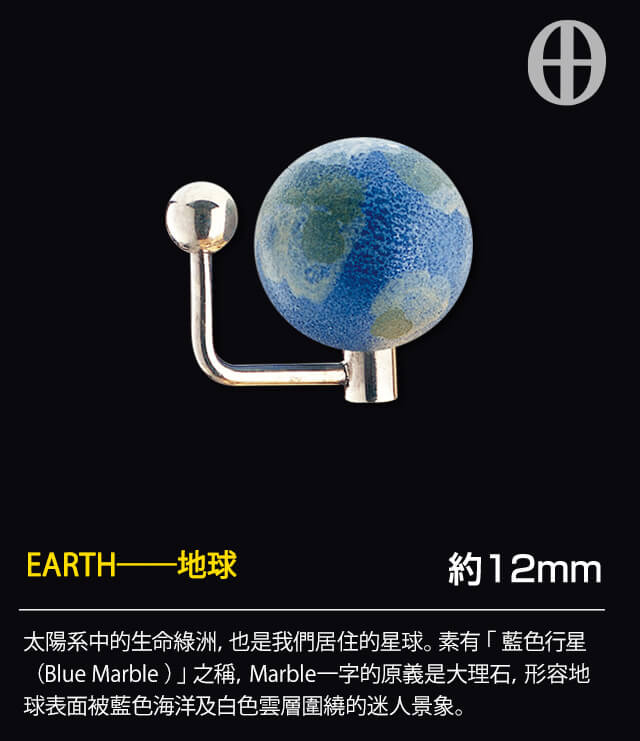 EARTH——地球
約12mm
太陽系中的生命綠洲, 也是我們居住的星球。素有「 藍色行星
（Blue Marble ）」之稱, Marble一字的原義是大理石, 形容地
球表面被藍色海洋及白色雲層圍繞的迷人景象。